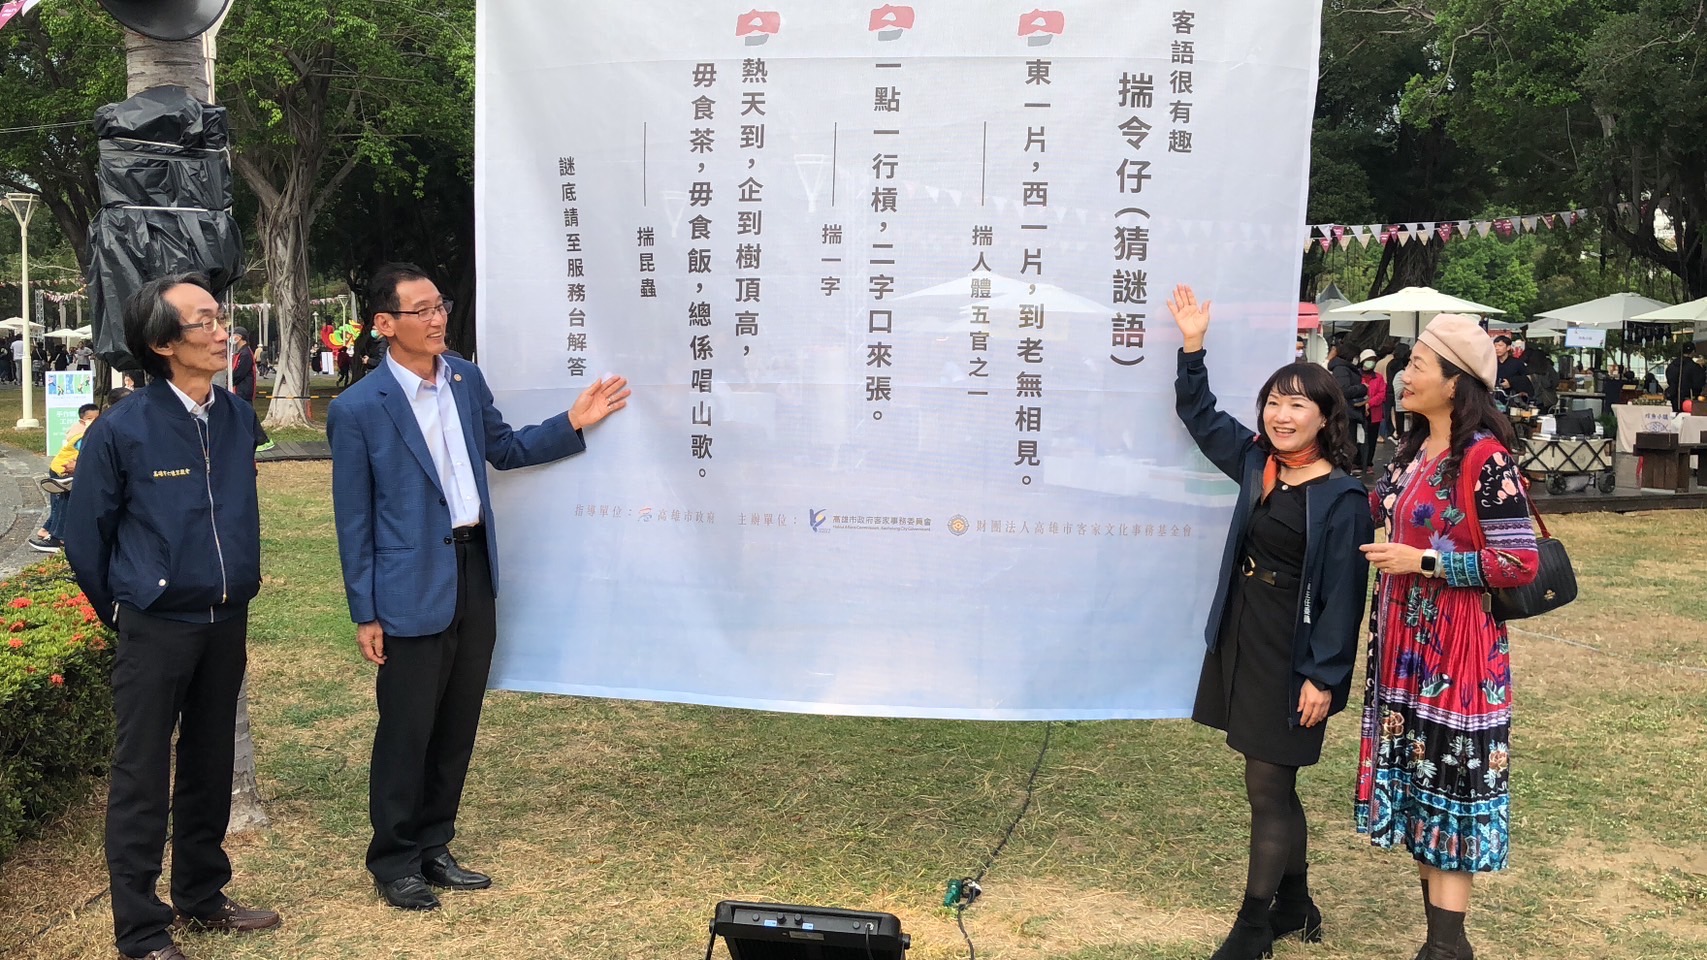 客語很有趣
揣令仔(猜謎語)
東一片,西一片,到老無相見。
——揣人體五官之一
一點一行橫,二字口來張。
——揣一字
熱天到,企到樹頂高,
毋食茶,毋食飯,總係唱山歌。
——揣昆蟲
謎底請至服務台解答
指導單位: 高雄市政府 主辦單位: 高雄市政府客家事務委員會 財團法人高雄市客家文化事務基金會
主任委員